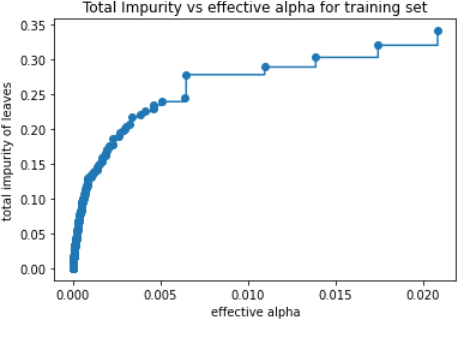 Total Impurity vs effective alpha for training set
total impurity of leaves
0.35
0.30
0.25
0.20
0.15
0.10
0.05
0.00
0.000 0.005 0.010 0.015 0.020
effective alpha